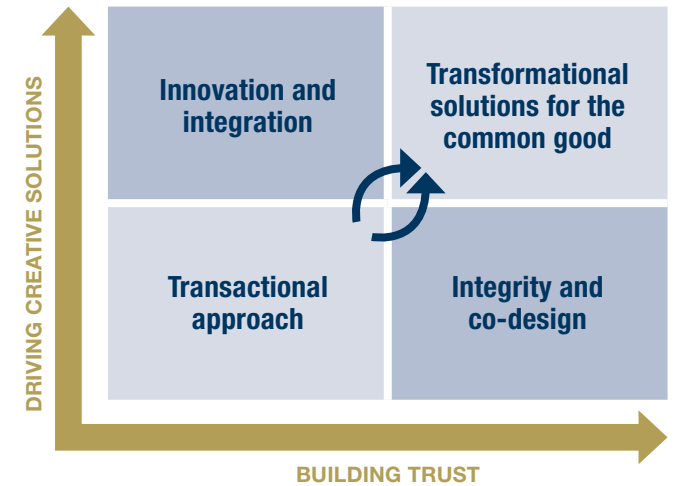 DRIVING CREATIVE SOLUTIONS
Innovation and
integration
Transformational
solutions for the
common good
Transactional
approach
Integrity and
co-design
BUILDING TRUST